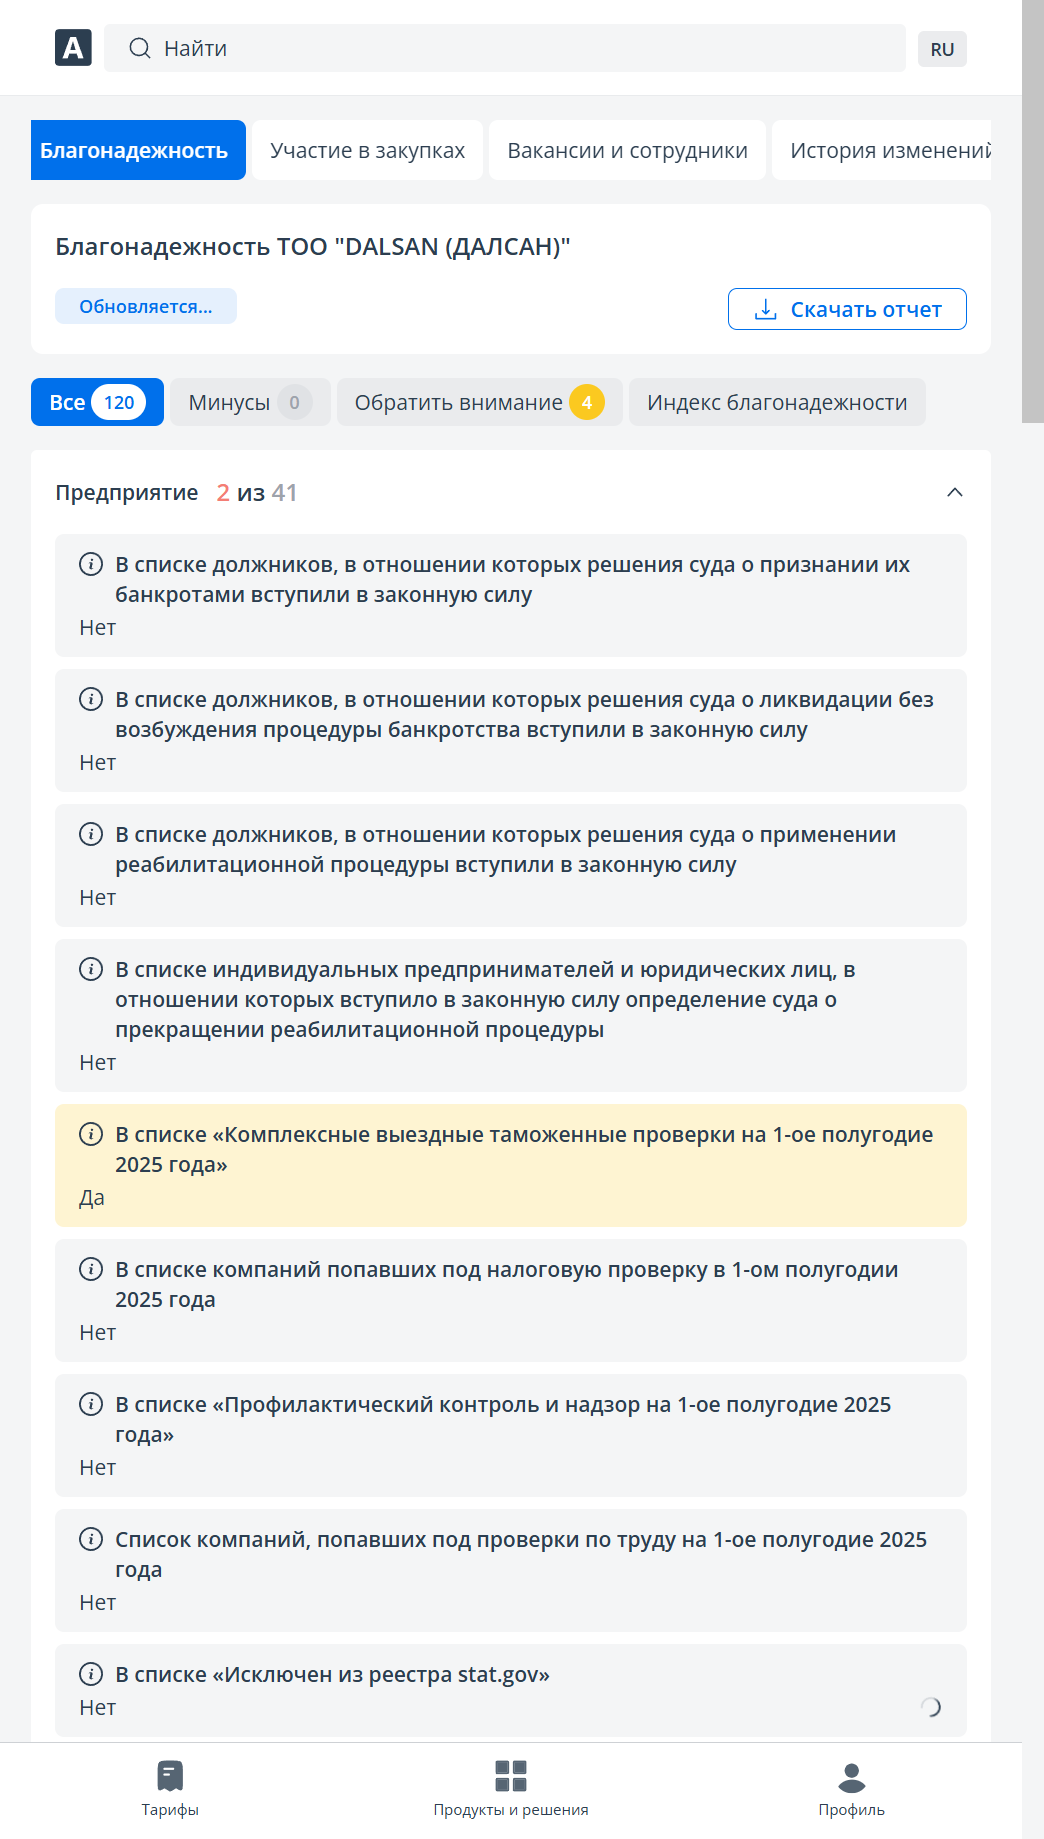 A
Найти
RU
Благонадежность
Участие в закупках
Вакансии и сотрудники
История изменений
Благонадежность ТОО "DALSAN (ДАЛСАН)"
Обновляется...
Скачать отчет
Все 120
Минусы 0
Обратить внимание 4
Индекс благонадежности
Предприятие 2 из 41
В списке должников, в отношении которых решения суда о признании их
банкротами вступили в законную силу
Нет
В списке должников, в отношении которых решения суда о ликвидации без
возбуждения процедуры банкротства вступили в законную силу
Нет
В списке должников, в отношении которых решения суда о применении
реабилитационной процедуры вступили в законную силу
Нет
В списке индивидуальных предпринимателей и юридических лиц, в
отношении которых вступило в законную силу определение суда о
прекращении реабилитационной процедуры
Нет
В списке «Комплексные выездные таможенные проверки на 1-ое полугодие
2025 года»
Да
В списке компаний попавших под налоговую проверку в 1-ом полугодии
2025 года
Нет
В списке «Профилактический контроль и надзор на 1-ое полугодие 2025
года»
Нет
Список компаний, попавших под проверки по труду на 1-ое полугодие 2025
года
Нет
В списке «Исключен из реестра stat.gov»
Нет
Тарифы
Продукты и решения
Профиль